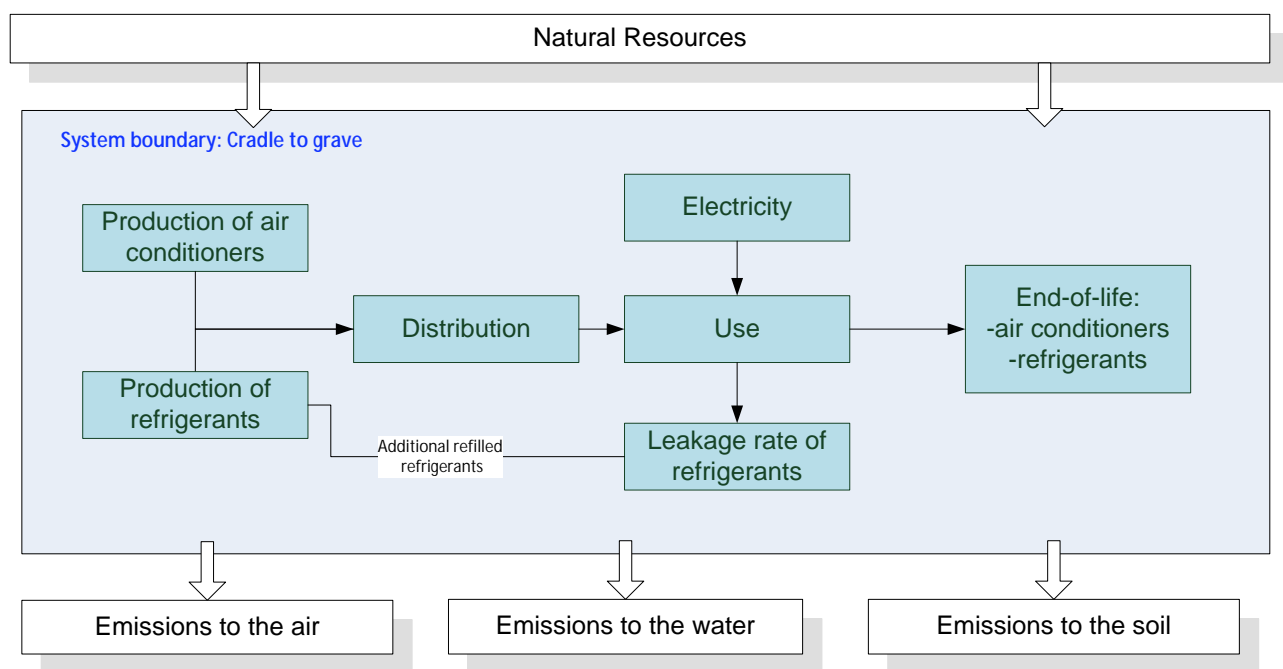 Natural Resources
System boundary: Cradle to grave
Production of air
conditioners
Electricity
Distribution
Use
End-of-life:
-air conditioners
-refrigerants
Production of
refrigerants
Additional refilled
refrigerants
Leakage rate of
refrigerants
Emissions to the air
Emissions to the water
Emissions to the soil